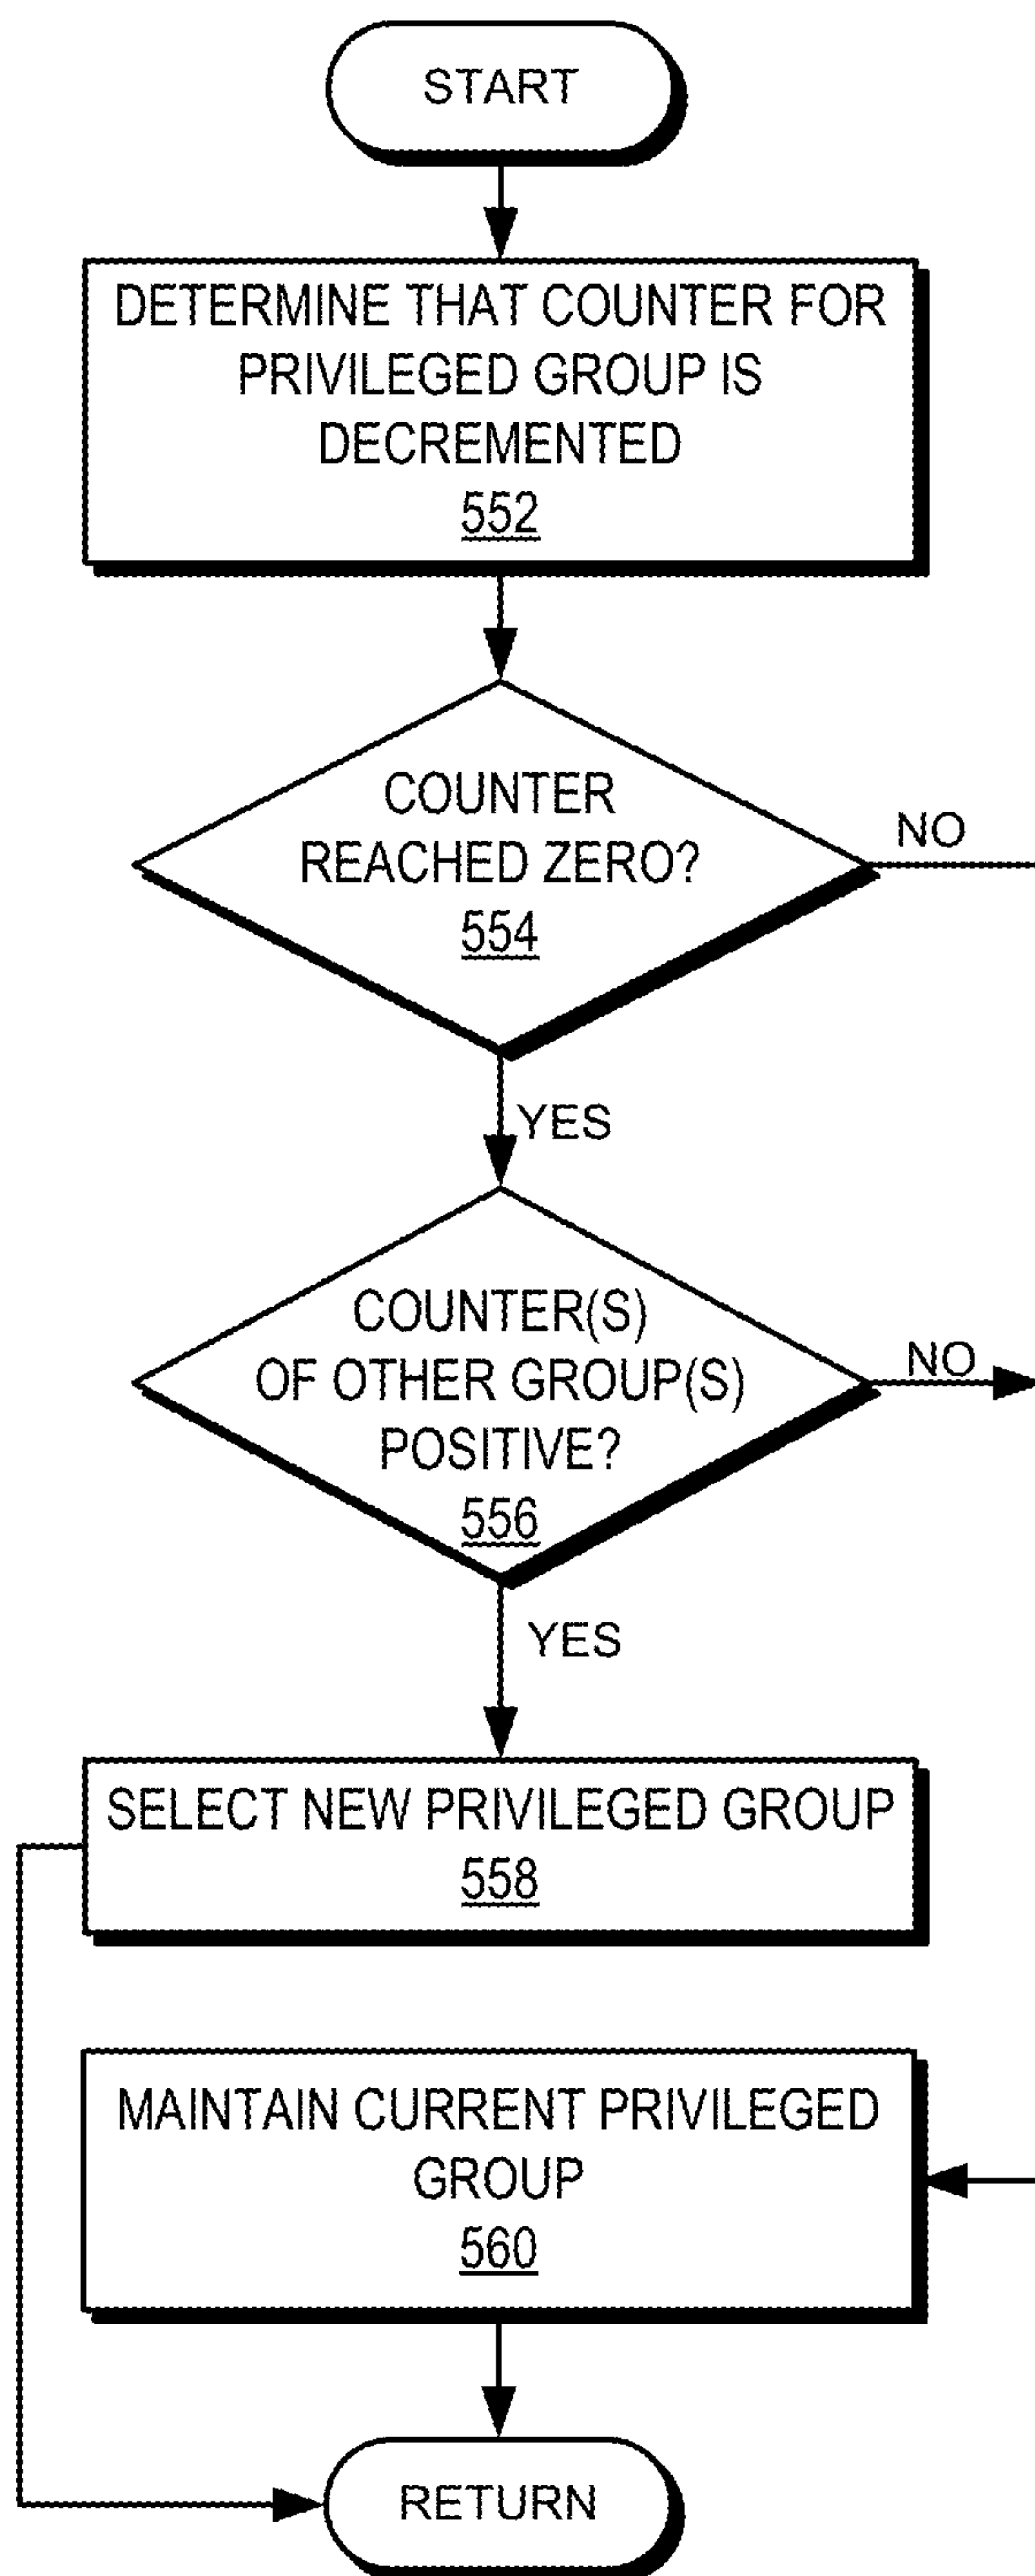 START
DETERMINE THAT COUNTER FOR
PRIVILEGED GROUP IS
DECREMENTED
552
COUNTER
REACHED ZERO?
554
NO
YES
COUNTER(S)
OF OTHER GROUP(S)
POSITIVE?
556
NO
YES
SELECT NEW PRIVILEGED GROUP
558
MAINTAIN CURRENT PRIVILEGED
GROUP
560
RETURN